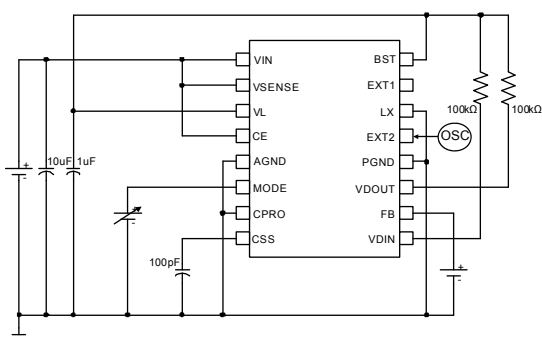 VIN
BST
VSENSE
EXT1
VL
LX
100kΩ
100kΩ
CE
EXT2
OSC
10uF
1uF
AGND
PGND
MODE
VDOUT
CPRO
FB
CSS
VDIN
100pF
+
-
+
-
+
-